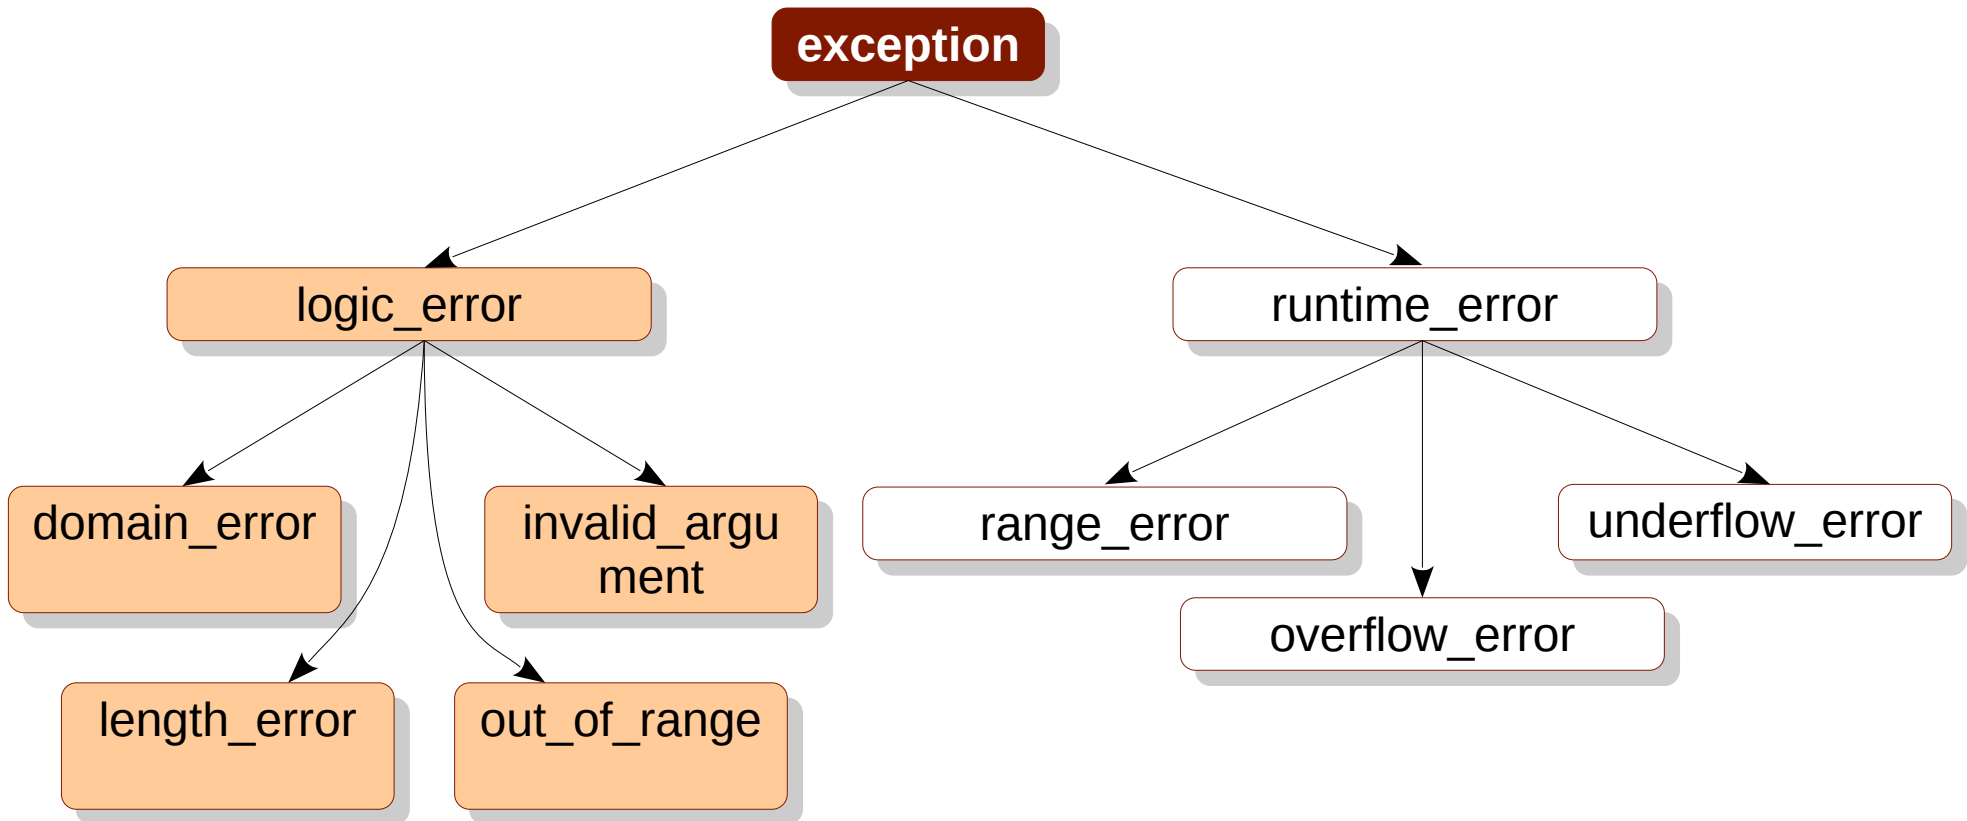 exception
logic_error
runtime_error
domain_error
invalid_argu
ment
range_error
underflow_error
overflow_error
length_error
out_of_range